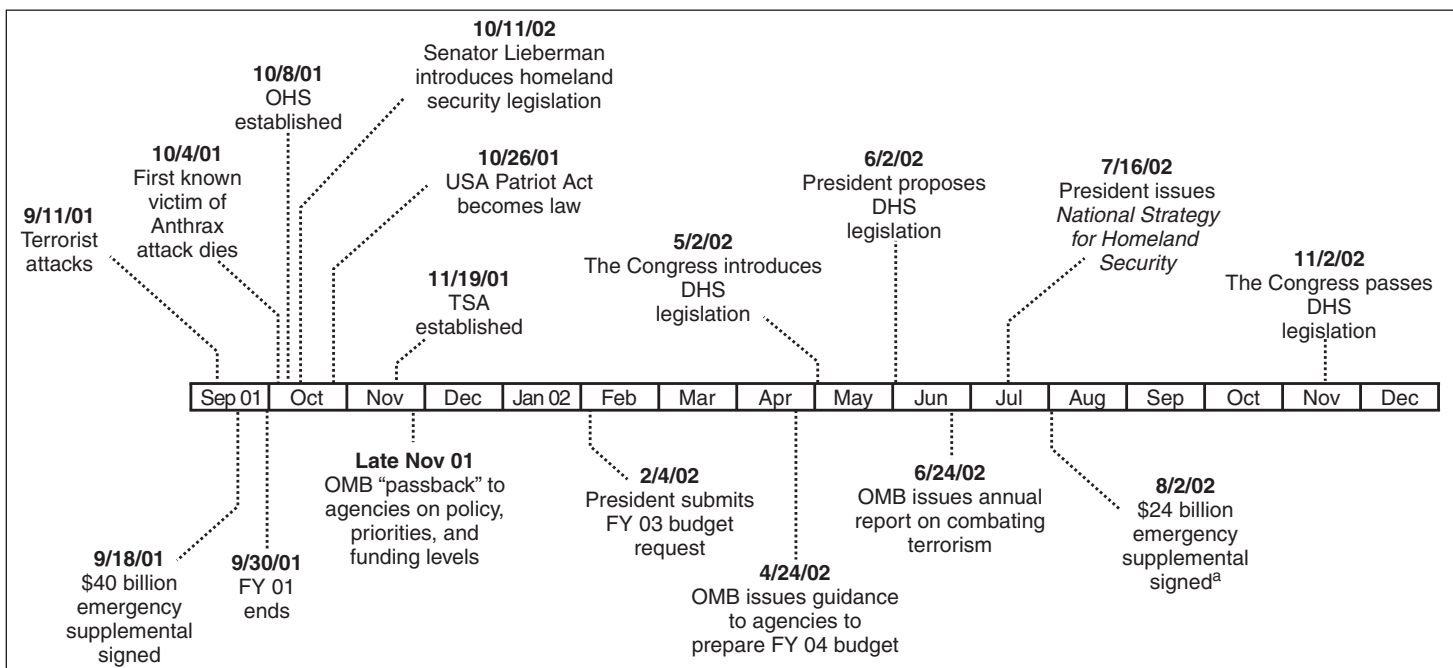 10/11/02
Senator Lieberman
introduces homeland
security legislation
10/8/01
OHS
established
10/4/01
First known
victim of
Anthrax
attack dies
9/11/01
Terrorist
attacks
10/26/01
USA Patriot Act
becomes law
11/19/01
TSA
established
5/2/02
The Congress introduces
DHS
legislation
6/2/02
President proposes
DHS
legislation
7/16/02
President issues
National Strategy
for Homeland
Security
11/2/02
The Congress passes
DHS
legislation
Sep 01 Oct Nov Dec Jan 02 Feb Mar Apr May Jun Jul Aug Sep Oct Nov Dec
9/18/01
$40 billion
emergency
supplemental
signed
9/30/01
FY 01
ends
Late Nov 01
OMB “passback” to
agencies on policy,
priorities, and
funding levels
2/4/02
President submits
FY 03 budget
request
4/24/02
OMB issues guidance
to agencies to
prepare FY 04 budget
6/24/02
OMB issues annual
report on combating
terrorism
8/2/02
$24 billion
emergency
supplemental
signedᵃ